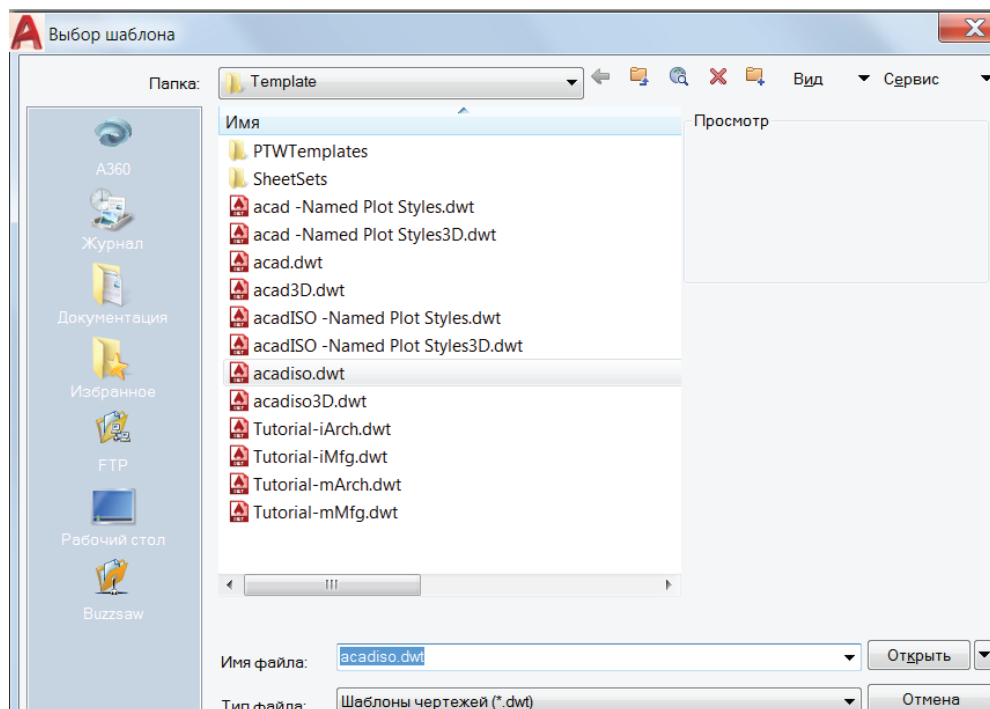 Выбор шаблона
Папка: Template Вид Сервис
Имя
Просмотр
PTWTemplates
SheetSets
acad -Named Plot Styles.dwt
acad -Named Plot Styles3D.dwt
acad.dwt
acad3D.dwt
acadISO -Named Plot Styles.dwt
acadISO -Named Plot Styles3D.dwt
acadiso.dwt
acadiso3D.dwt
Tutorial-iArch.dwt
Tutorial-iMfg.dwt
Tutorial-mArch.dwt
Tutorial-mMfg.dwt
A360
Журнал
Документация
Избранное
FTP
Рабочий стол
Buzzsaw
Имя файла: acadiso.dwt Открыть
Тип файла: Шаблоны чертежей (*.dwt) Отмена